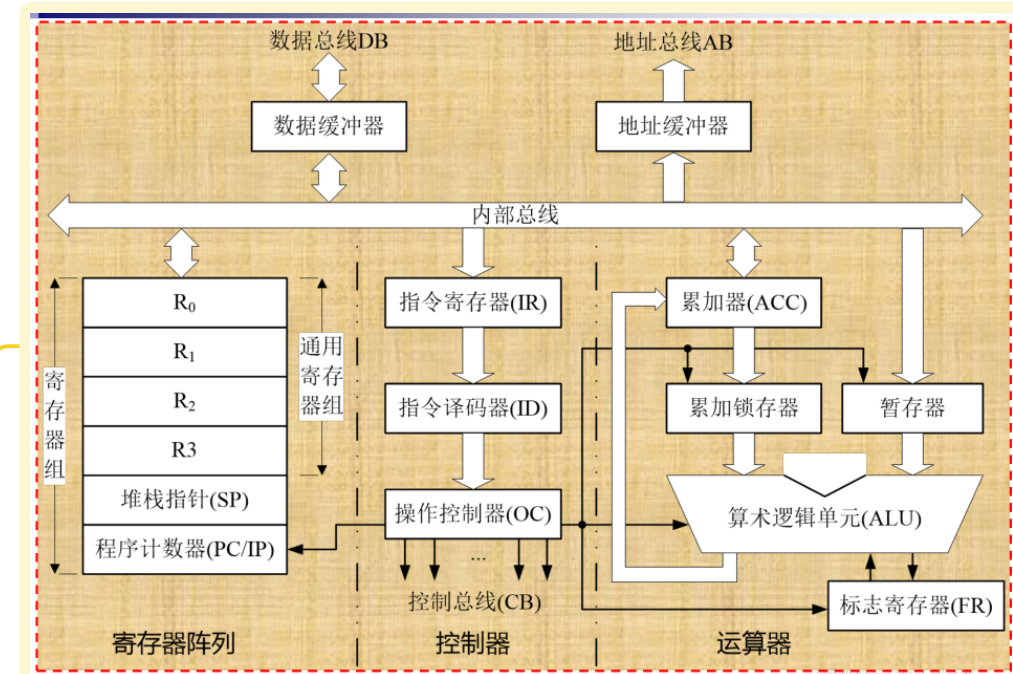 数据总线DB
地址总线AB
数据缓冲器
地址缓冲器
内部总线
R₀
R₁
R₂
R3
堆栈指针(SP)
程序计数器(PC/IP)
寄存器组
通用寄存器组
指令寄存器(IR)
指令译码器(ID)
操作控制器(OC)
...
控制总线(CB)
累加器(ACC)
累加锁存器
暂存器
算术逻辑单元(ALU)
标志寄存器(FR)
寄存器阵列
控制器
运算器